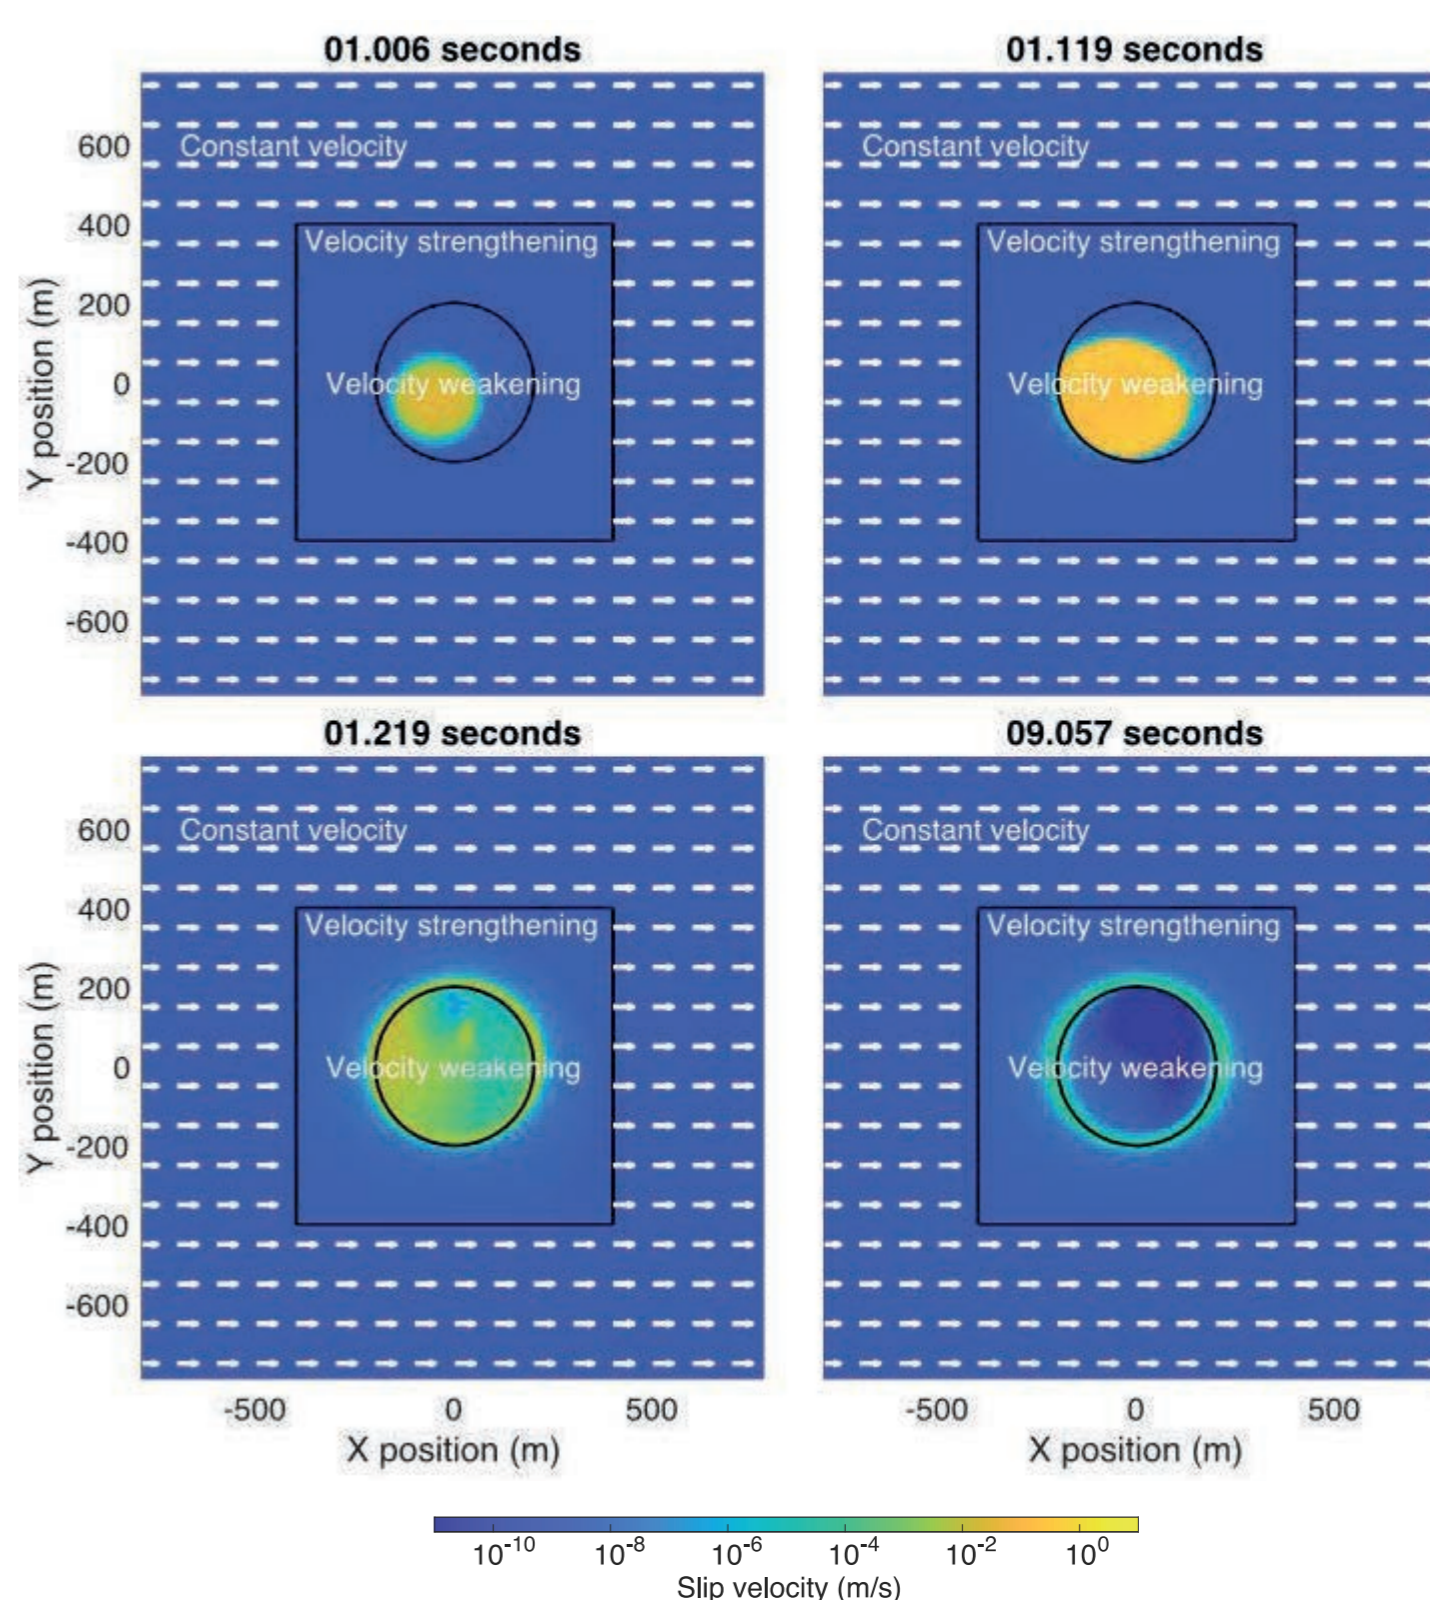 01.006 seconds
01.119 seconds
Constant velocity
Constant velocity
Velocity strengthening
Velocity strengthening
Velocity weakening
Velocity weakening
600
400
200
0
-200
-400
-600
Y position (m)
01.219 seconds
09.057 seconds
Constant velocity
Constant velocity
Velocity strengthening
Velocity strengthening
Velocity weakening
Velocity weakening
600
400
200
0
-200
-400
-600
Y position (m)
-500 0 500
-500 0 500
X position (m)
X position (m)
10⁻¹⁰ 10⁻⁸ 10⁻⁶ 10⁻⁴ 10⁻² 10⁰
Slip velocity (m/s)